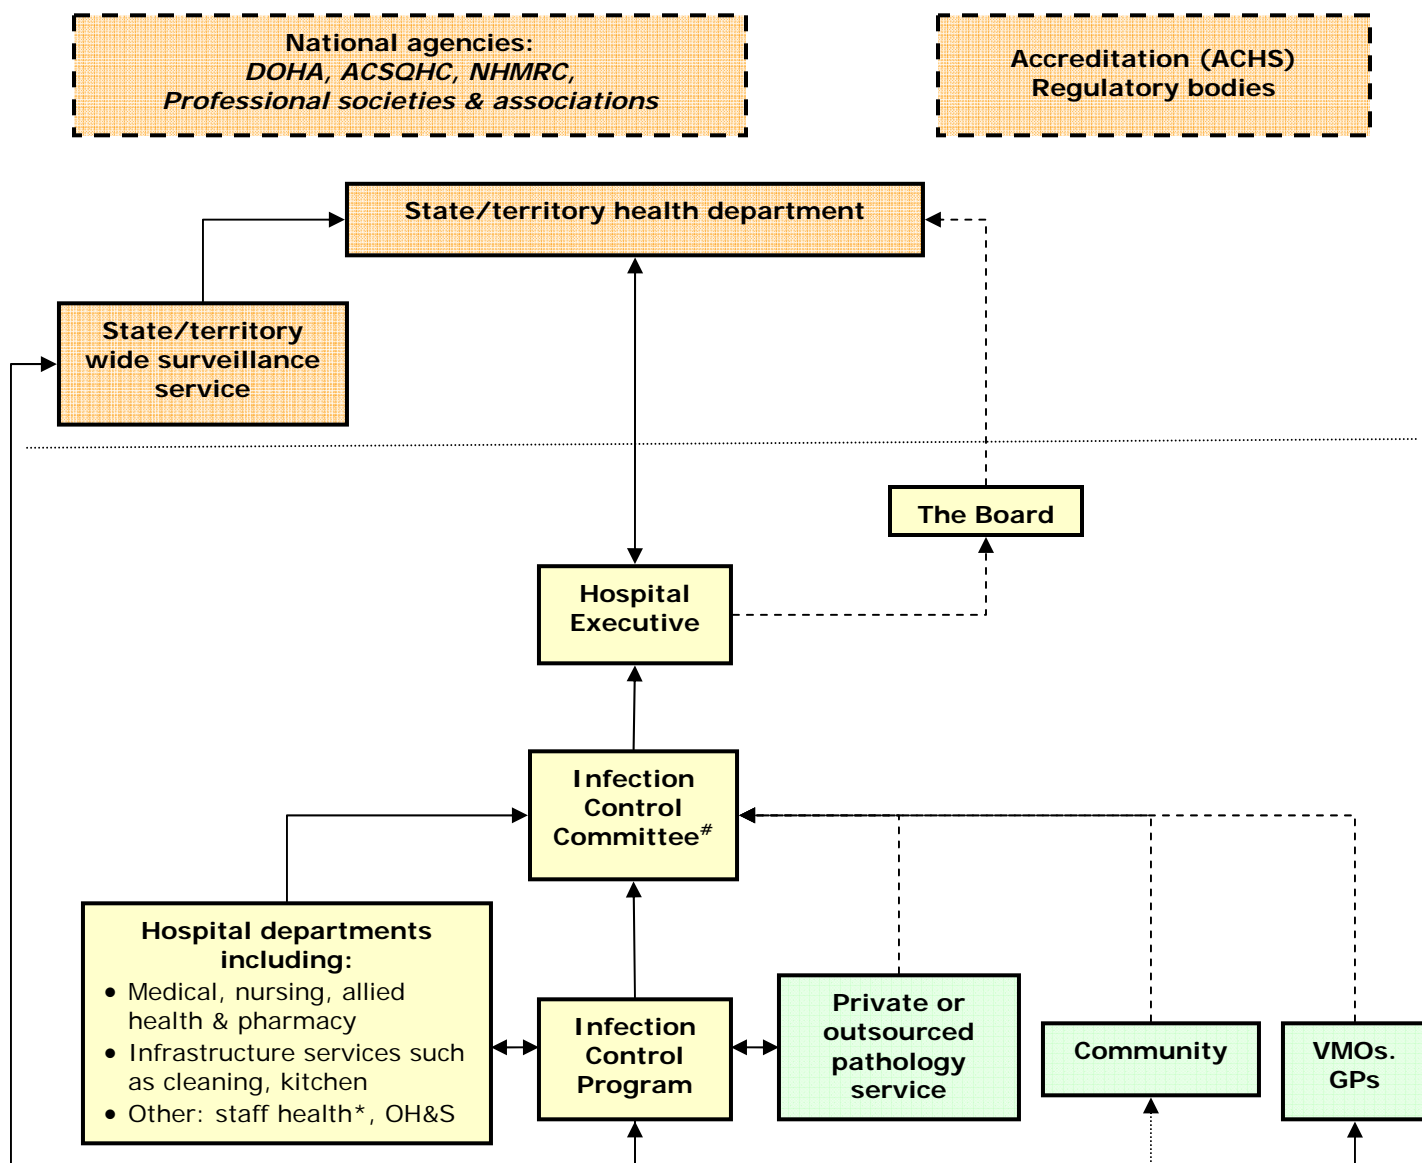 National agencies:
DOHA, ACSQHC, NHMRC,
Professional societies & associations
Accreditation (ACHS)
Regulatory bodies
State/territory health department
State/territory
wide surveillance
service
The Board
Hospital
Executive
Infection
Control
Committee#
Hospital departments
including:
• Medical, nursing, allied
health & pharmacy
• Infrastructure services such
as cleaning, kitchen
• Other: staff health*, OH&S
Infection
Control
Program
Private or
outsourced
pathology
service
Community
VMOs.
GPs